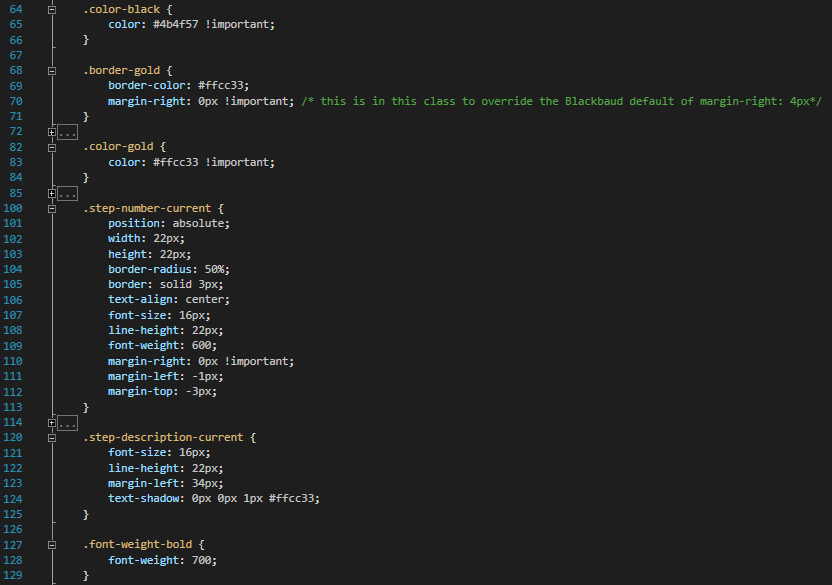 64 .color-black {
65 color: #4b4f57 !important;
66 }
67
68 .border-gold {
69 border-color: #ffcc33;
70 margin-right: 0px !important; /* this is in this class to override the Blackbaud default of margin-right: 4px*/
71 }
72 ...
82 .color-gold {
83 color: #ffcc33 !important;
84 }
85 ...
100 .step-number-current {
101 position: absolute;
102 width: 22px;
103 height: 22px;
104 border-radius: 50%;
105 border: solid 3px;
106 text-align: center;
107 font-size: 16px;
108 line-height: 22px;
109 font-weight: 600;
110 margin-right: 0px !important;
111 margin-left: -1px;
112 margin-top: -3px;
113 }
114 ...
120 .step-description-current {
121 font-size: 16px;
122 line-height: 22px;
123 margin-left: 34px;
124 text-shadow: 0px 0px 1px #ffcc33;
125 }
126
127 .font-weight-bold {
128 font-weight: 700;
129 }